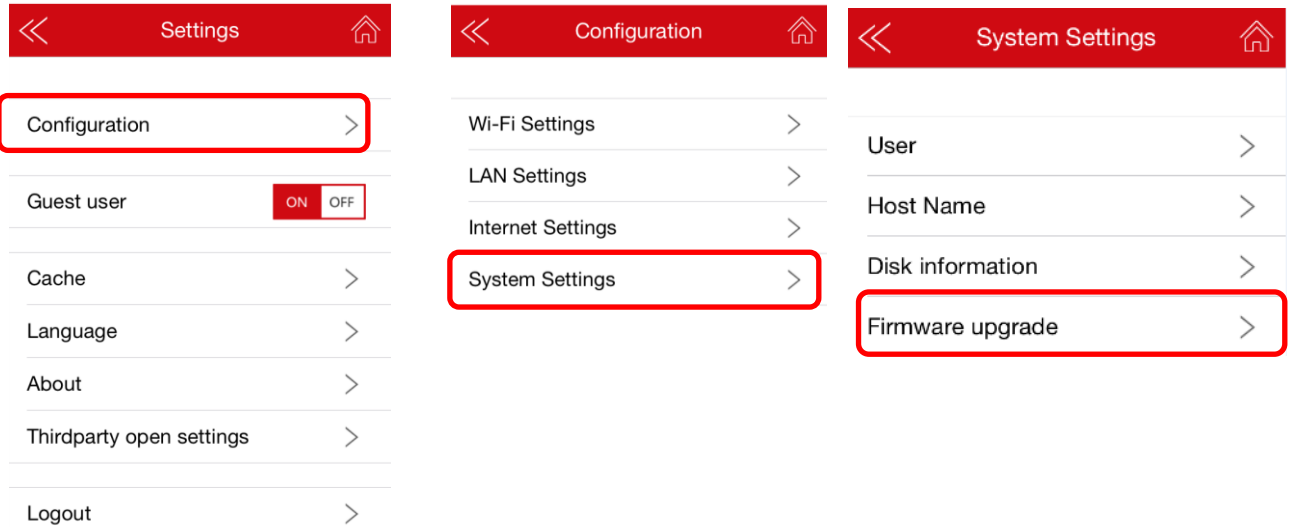 Settings
Configuration
Guest user
ON OFF
Cache
Language
About
Thirdparty open settings
Logout
Configuration
Wi-Fi Settings
LAN Settings
Internet Settings
System Settings
System Settings
User
Host Name
Disk information
Firmware upgrade